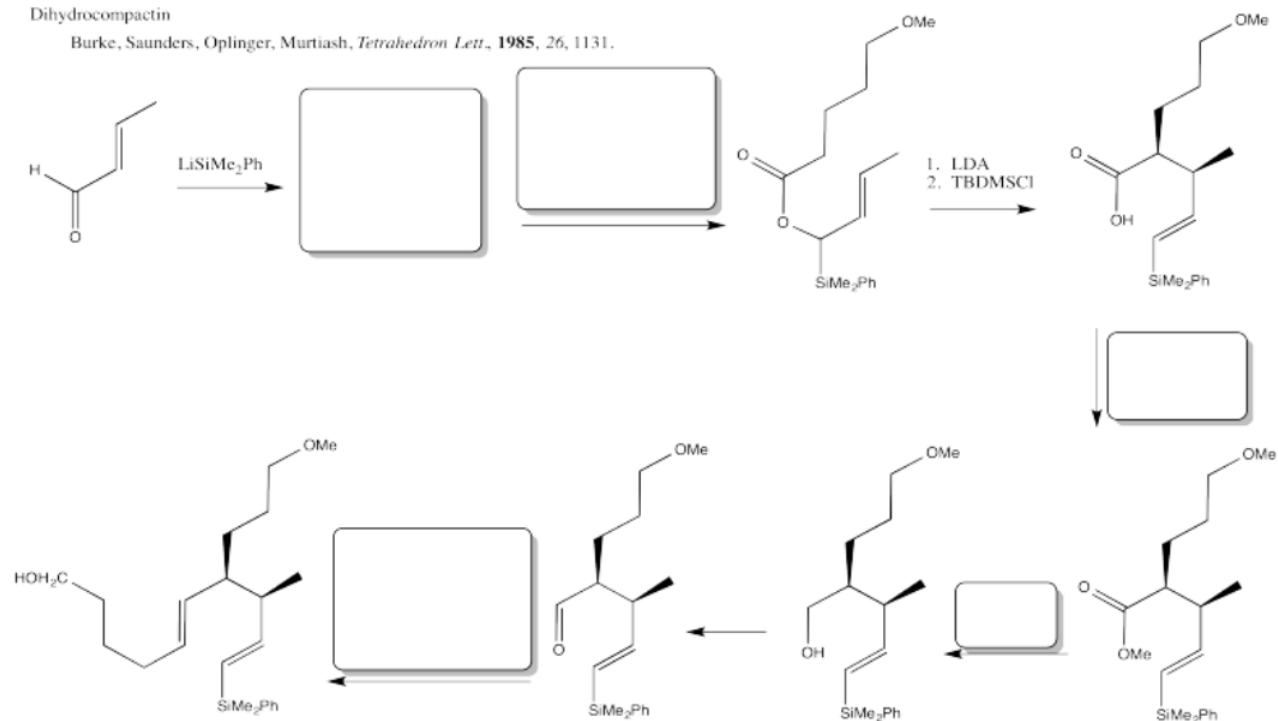 Dihydrocompactin
Burke, Saunders, Oplinger, Murtiash, Tetrahedron Lett., 1985, 26, 1131.
H
O
LiSiMe2Ph
OMe
O
O
SiMe2Ph
1. LDA
2. TBDMSCl
OMe
O
OH
SiMe2Ph
OMe
HOH2C
SiMe2Ph
OMe
O
SiMe2Ph
OMe
OH
SiMe2Ph
OMe
O
OMe
SiMe2Ph